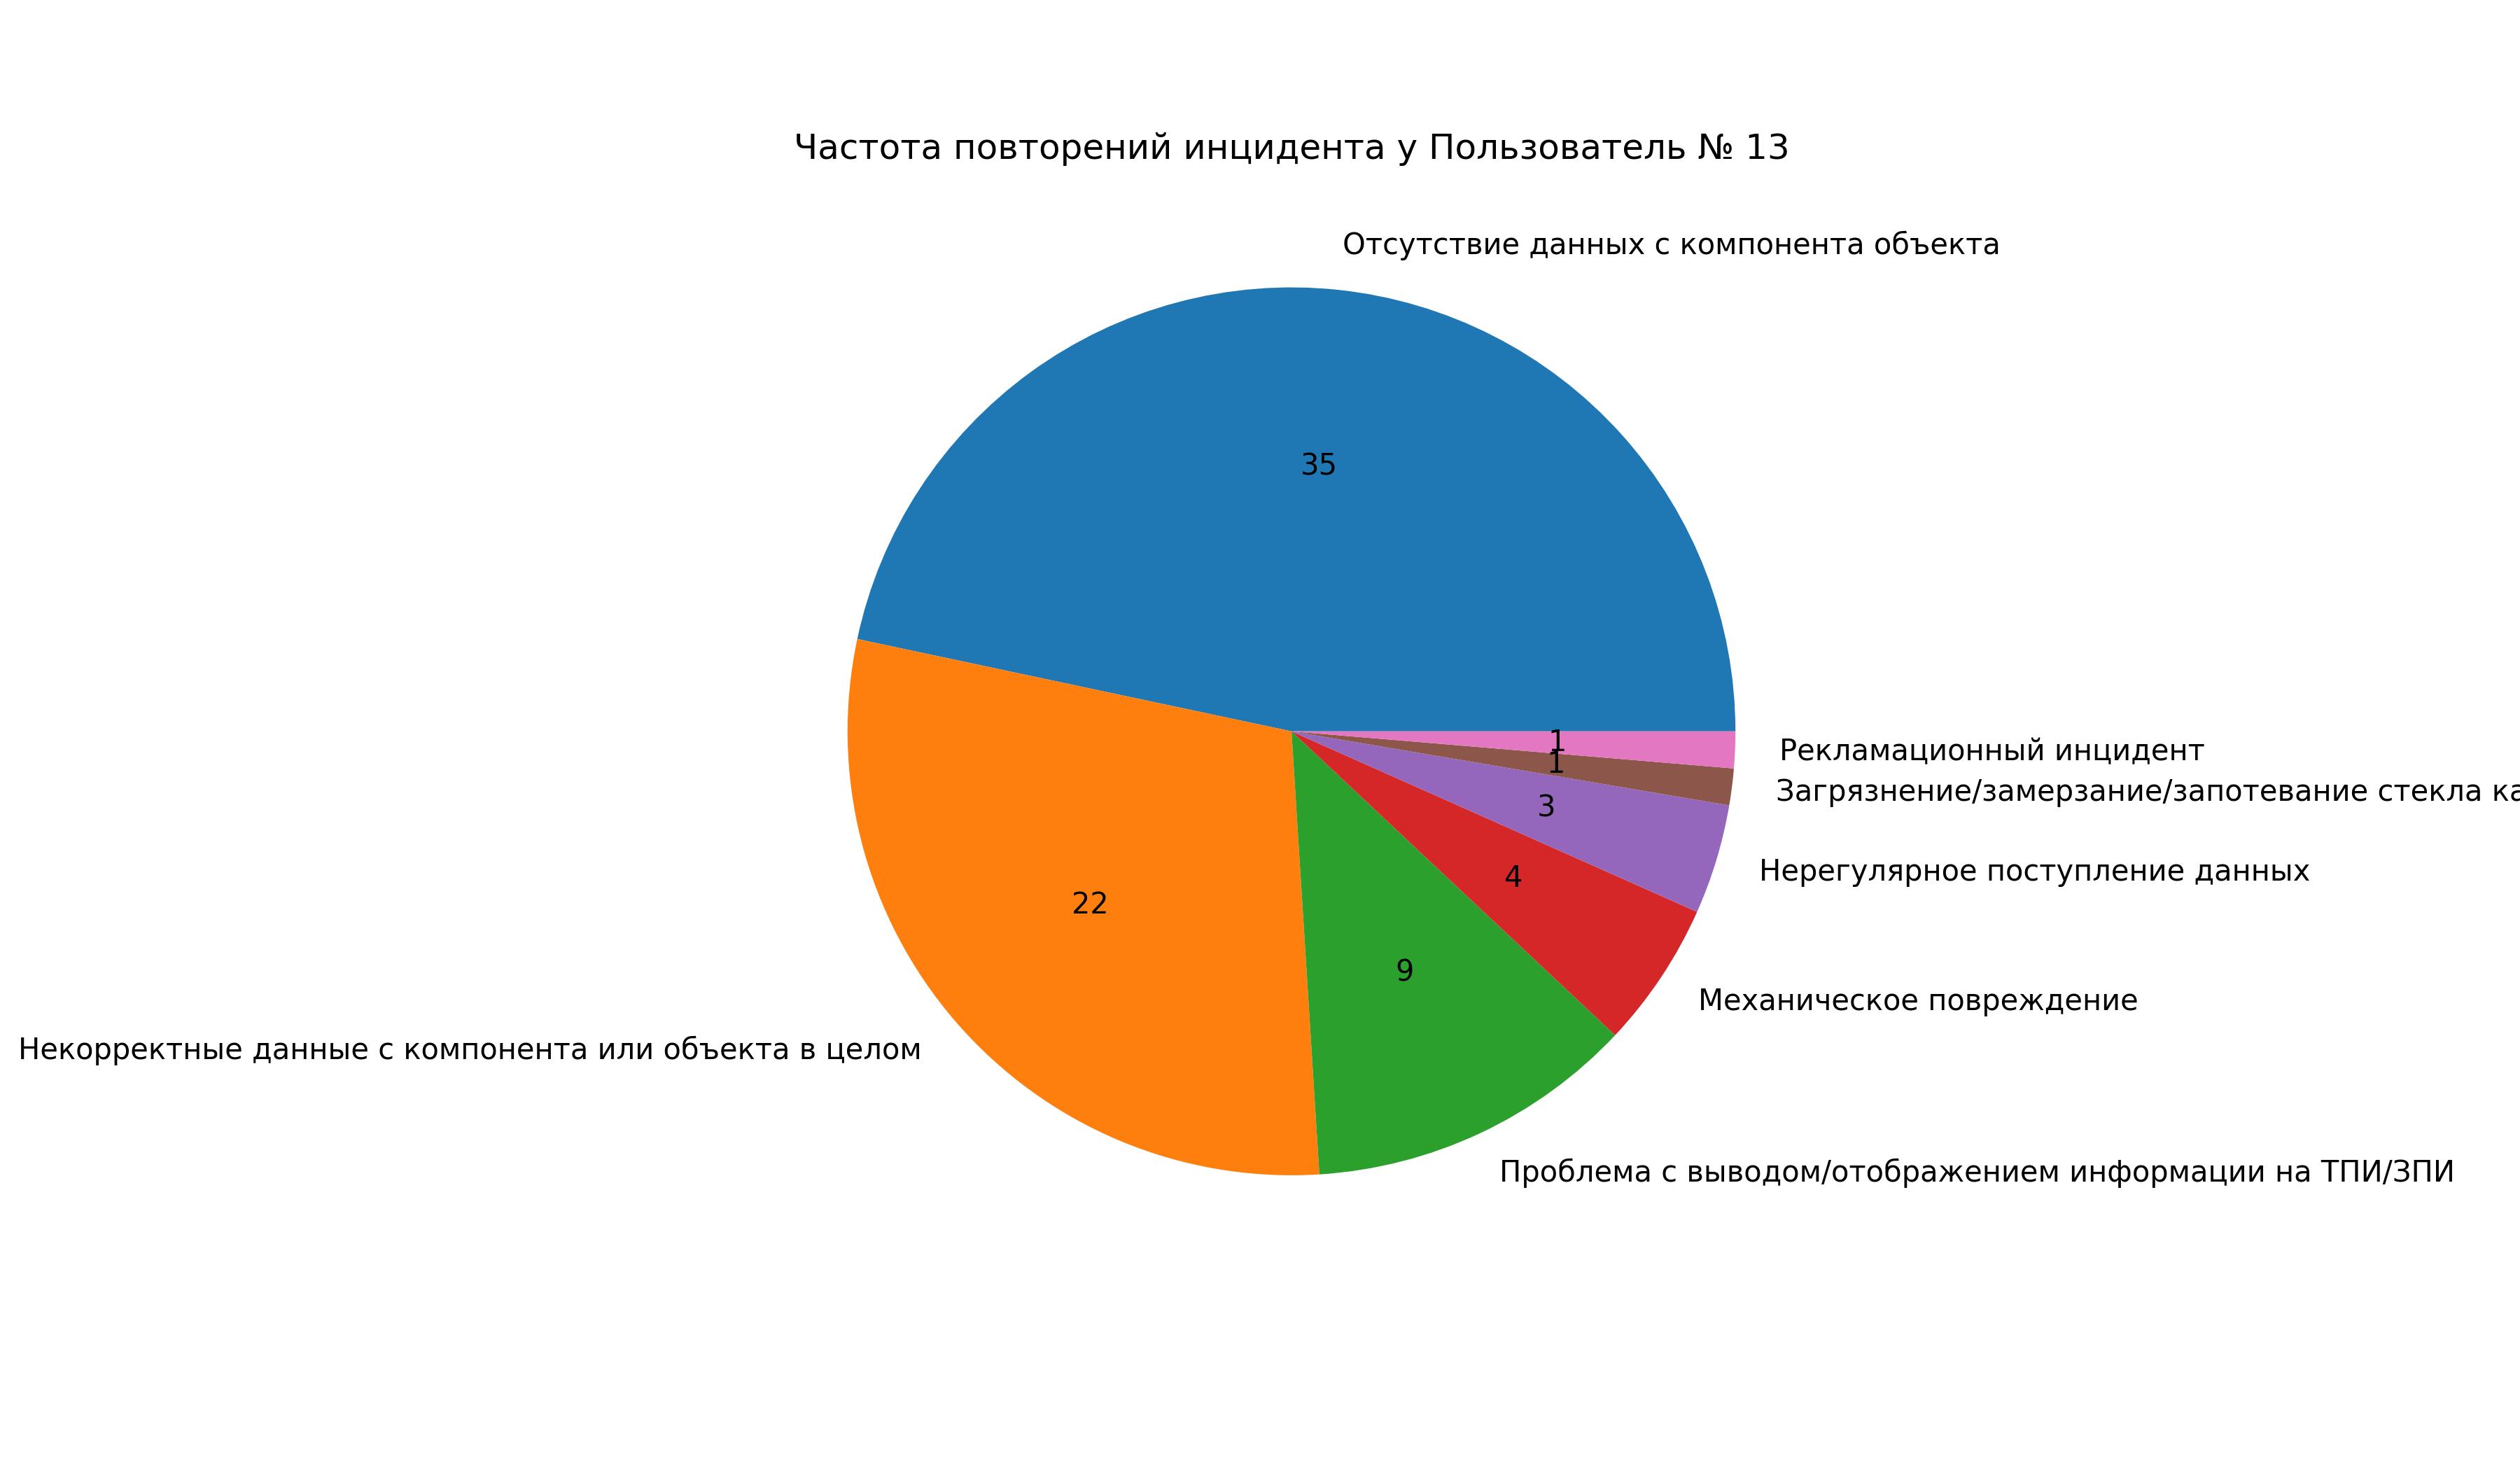 Частота повторений инцидента у Пользователь № 13
Отсутствие данных с компонента объекта
35
1
Рекламационный инцидент
1
Загрязнение/замерзание/запотевание стекла ка
3
Нерегулярное поступление данных
4
22
9
Механическое повреждение
Некорректные данные с компонента или объекта в целом
Проблема с выводом/отображением информации на ТПИ/ЗПИ